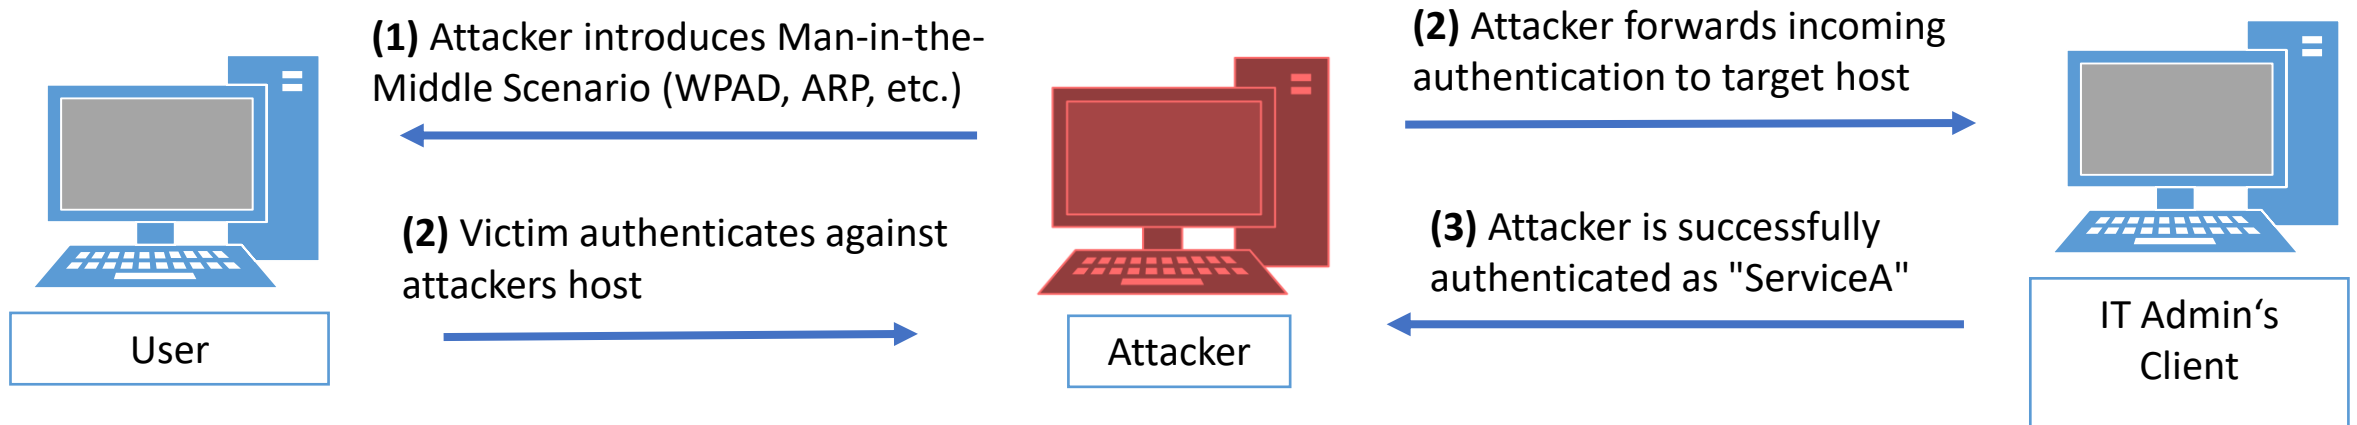 (1) Attacker introduces Man-in-the-
Middle Scenario (WPAD, ARP, etc.)
(2) Victim authenticates against
attackers host
User
Attacker
(2) Attacker forwards incoming
authentication to target host
(3) Attacker is successfully
authenticated as "ServiceA"
IT Admin‘s
Client